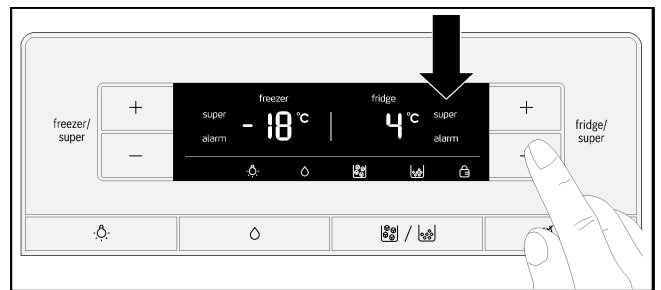 freezer/
super
+
−
freezer
super
alarm
- 18 °C
fridge
4 °C
super
alarm
+
fridge/
super
/